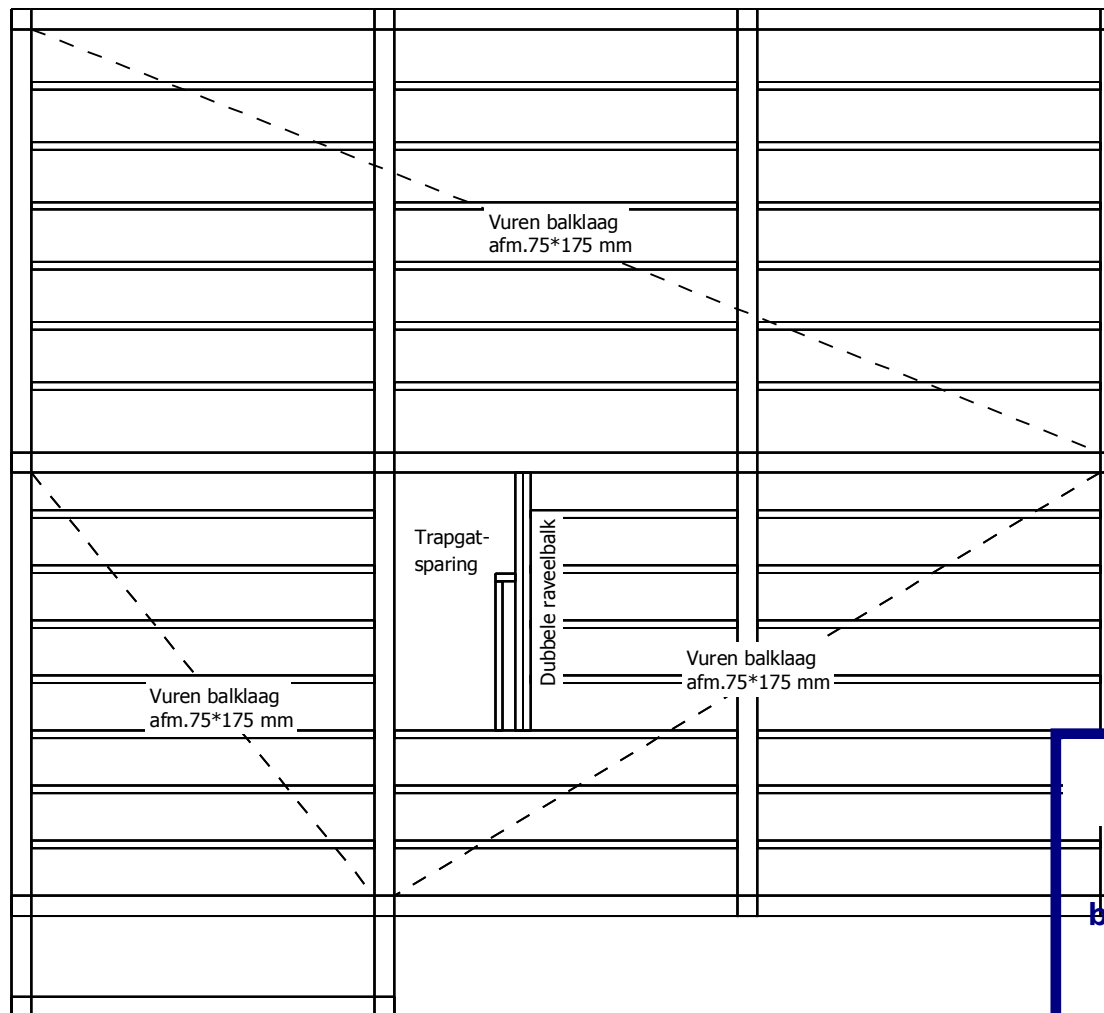 Vuren balklaag
afm.75*175 mm
Trapgat-
sparing
Dubbele raveelbalk
Vuren balklaag
afm.75*175 mm
Vuren balklaag
afm.75*175 mm
b